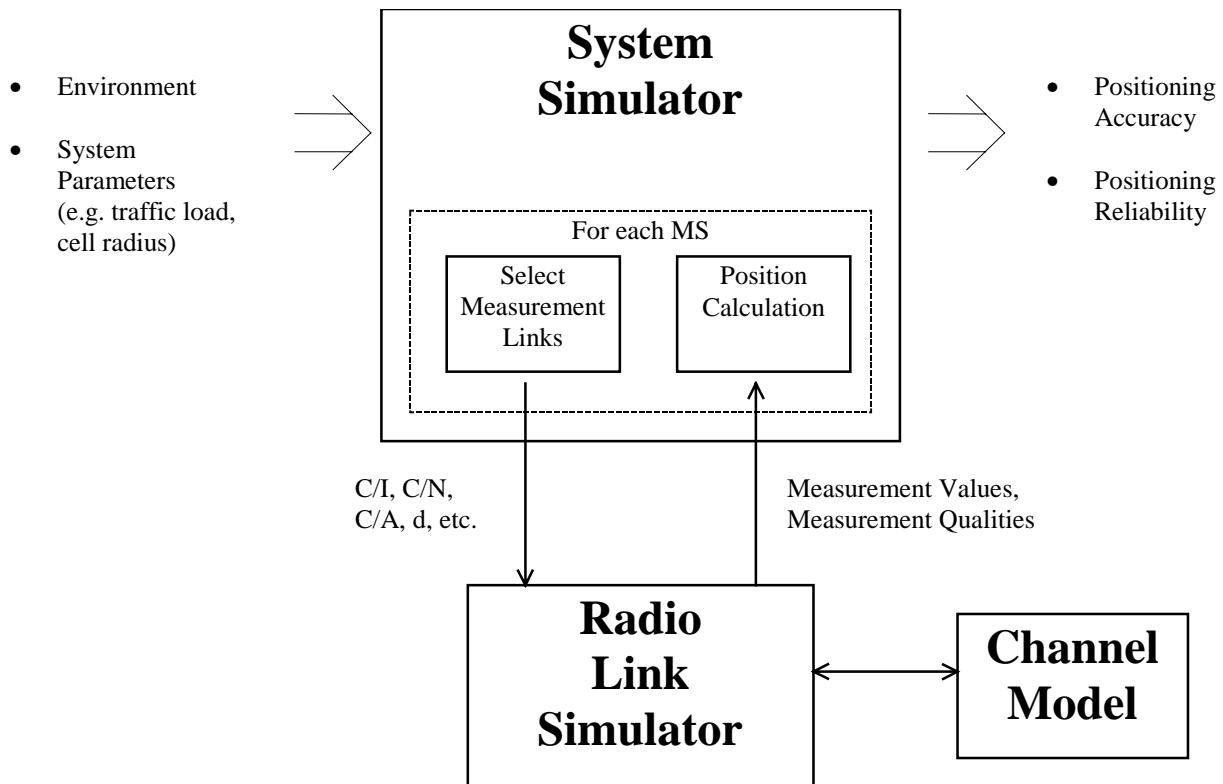 System
Simulator
• Environment
• System
Parameters
(e.g. traffic load,
cell radius)
• Positioning
Accuracy
• Positioning
Reliability
For each MS
Select
Measurement
Links
Position
Calculation
C/I, C/N,
C/A, d, etc.
Measurement Values,
Measurement Qualities
Radio
Link
Simulator
Channel
Model